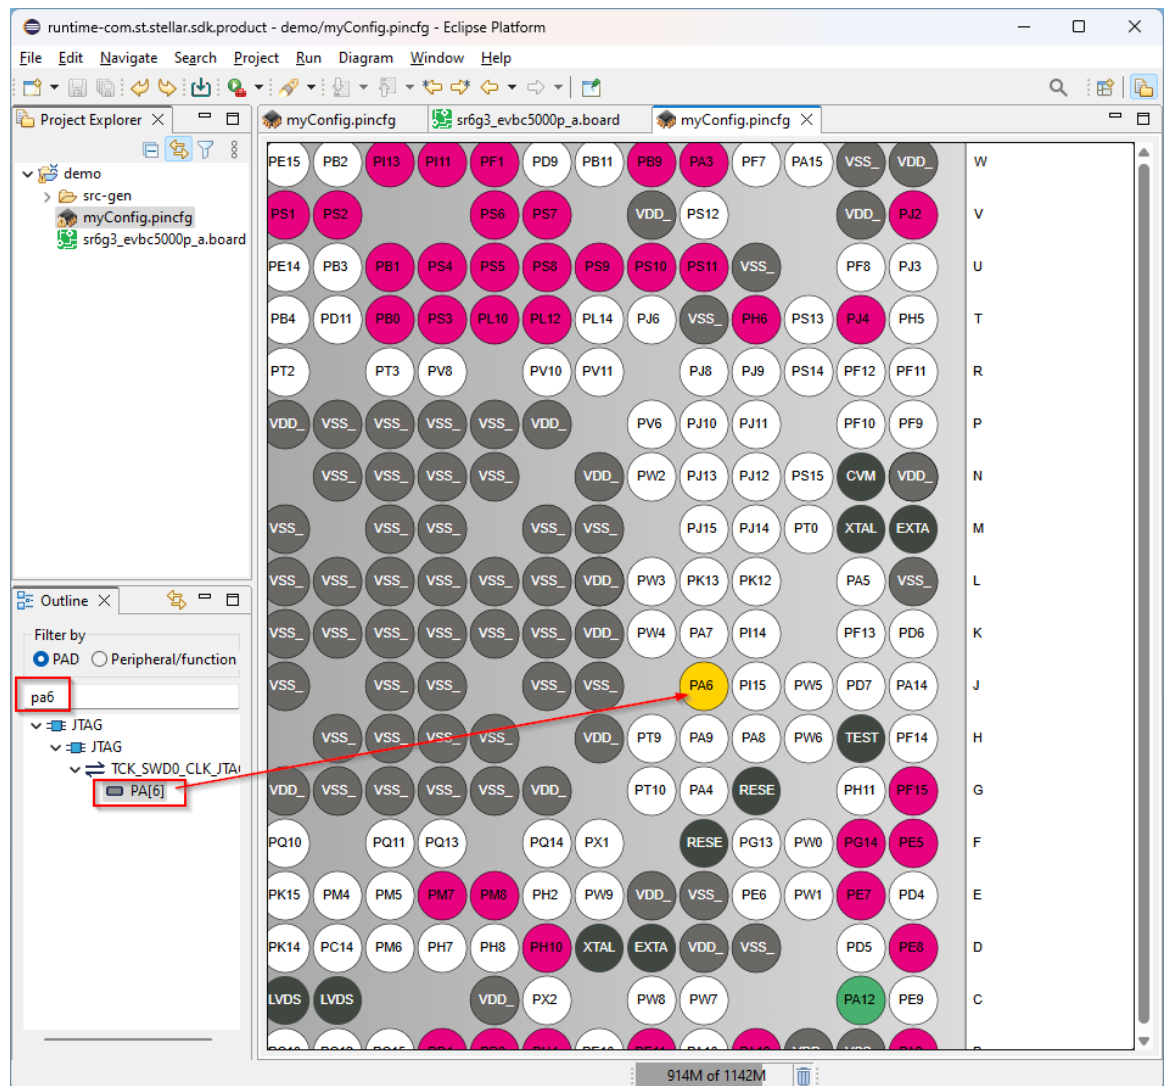 runtime-com.st.stellar.sdk.product - demo/myConfig.pincfg - Eclipse Platform
File Edit Navigate Search Project Run Diagram Window Help
Project Explorer
demo
src-gen
myConfig.pincfg
sr6g3_evbc5000p_a.board
Outline
Filter by
PAD Peripheral/function
pa6
JTAG
JTAG
TCK_SWD0_CLK_JTA
PA[6]
myConfig.pincfg sr6g3_evbc5000p_a.board myConfig.pincfg
PE15 PB2 PI13 PI11 PF1 PD9 PB11 PB9 PA3 PF7 PA15 VSS_ VDD_ W
PS1 PS2 PS6 PS7 VDD_ PS12 VDD_ PJ2 V
PE14 PB3 PB1 PS4 PS5 PS8 PS9 PS10 PS11 VSS_ PF8 PJ3 U
PB4 PD11 PB0 PS3 PL10 PL12 PL14 PJ6 VSS_ PH6 PS13 PJ4 PH5 T
PT2 PT3 PV8 PV10 PV11 PJ8 PJ9 PS14 PF12 PF11 R
VDD_ VSS_ VSS_ VSS_ VSS_ VDD_ PV6 PJ10 PJ11 PF10 PF9 P
VSS_ VSS_ VSS_ VSS_ VDD_ PW2 PJ13 PJ12 PS15 CVM VDD_ N
VSS_ VSS_ VSS_ VSS_ VSS_ PJ15 PJ14 PT0 XTAL EXTA M
VSS_ VSS_ VSS_ VSS_ VSS_ VSS_ VDD_ PW3 PK13 PK12 PA5 VSS_ L
VSS_ VSS_ VSS_ VSS_ VSS_ VSS_ VDD_ PW4 PA7 PI14 PF13 PD6 K
VSS_ VSS_ VSS_ VSS_ VSS_ PA6 PI15 PW5 PD7 PA14 J
VSS_ VSS_ VSS_ VSS_ VDD_ PT9 PA9 PA8 PW6 TEST PF14 H
VDD_ VSS_ VSS_ VSS_ VSS_ VDD_ PT10 PA4 RESE PH11 PF15 G
PQ10 PQ11 PQ13 PQ14 PX1 RESE PG13 PW0 PG14 PE5 F
PK15 PM4 PM5 PM7 PM8 PH2 PW9 VDD_ VSS_ PE6 PW1 PE7 PD4 E
PK14 PC14 PM6 PH7 PH8 PH10 XTAL EXTA VDD_ VSS_ PD5 PE8 D
LVDS LVDS VDD_ PX2 PW8 PW7 PA12 PE9 C
914M of 1142M